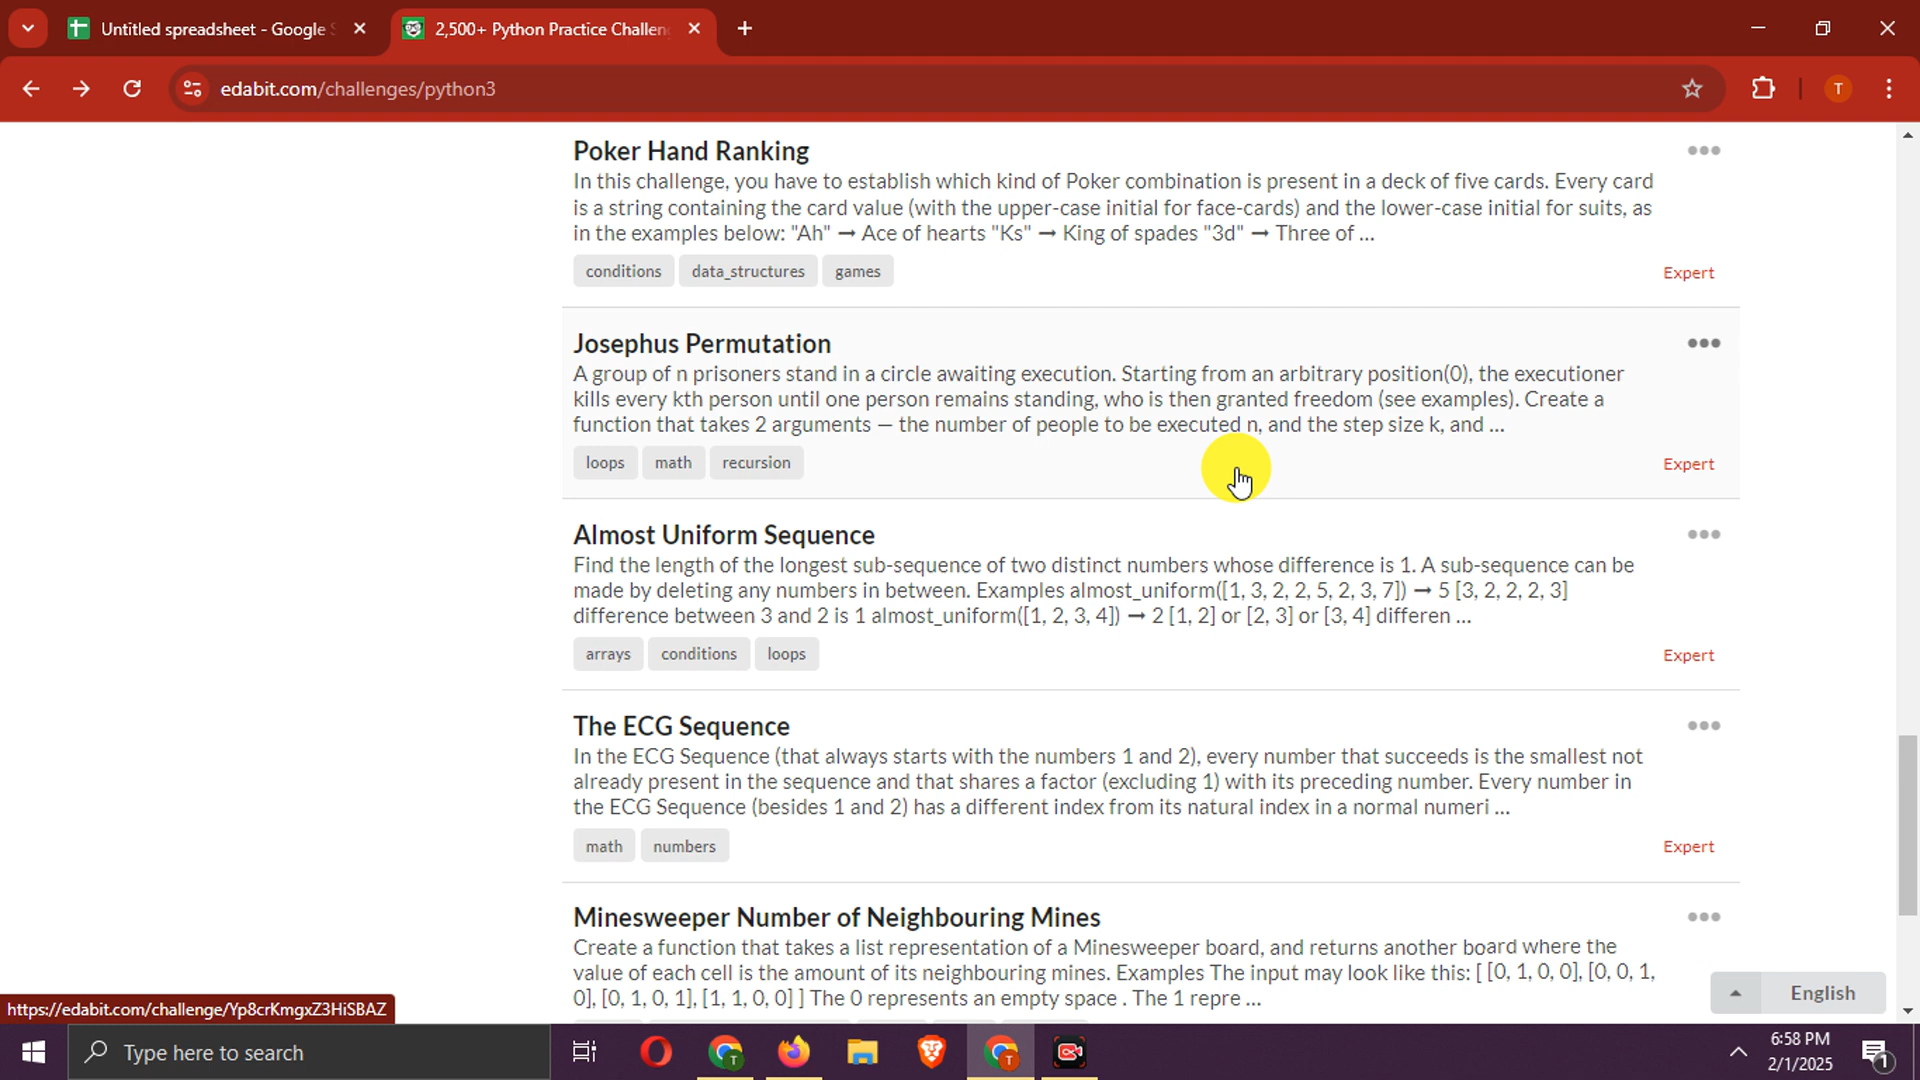 Untitled spreadsheet - Google S
2,500+ Python Practice Challen
edabit.com/challenges/python3
T
Poker Hand Ranking
In this challenge, you have to establish which kind of Poker combination is present in a deck of five cards. Every card
is a string containing the card value (with the upper-case initial for face-cards) and the lower-case initial for suits, as
in the examples below: "Ah" → Ace of hearts "Ks" → King of spades "3d" → Three of ...
conditions data_structures games
Expert
Josephus Permutation
A group of n prisoners stand in a circle awaiting execution. Starting from an arbitrary position(0), the executioner
kills every kth person until one person remains standing, who is then granted freedom (see examples). Create a
function that takes 2 arguments — the number of people to be executed n, and the step size k, and ...
loops math recursion
Expert
Almost Uniform Sequence
Find the length of the longest sub-sequence of two distinct numbers whose difference is 1. A sub-sequence can be
made by deleting any numbers in between. Examples almost_uniform([1, 3, 2, 2, 5, 2, 3, 7]) → 5 [3, 2, 2, 2, 3]
difference between 3 and 2 is 1 almost_uniform([1, 2, 3, 4]) → 2 [1, 2] or [2, 3] or [3, 4] differen ...
arrays conditions loops
Expert
The ECG Sequence
In the ECG Sequence (that always starts with the numbers 1 and 2), every number that succeeds is the smallest not
already present in the sequence and that shares a factor (excluding 1) with its preceding number. Every number in
the ECG Sequence (besides 1 and 2) has a different index from its natural index in a normal numeri ...
math numbers
Expert
Minesweeper Number of Neighbouring Mines
Create a function that takes a list representation of a Minesweeper board, and returns another board where the
value of each cell is the amount of its neighbouring mines. Examples The input may look like this: [ [0, 1, 0, 0], [0, 0, 1,
0], [0, 1, 0, 1], [1, 1, 0, 0] ] The 0 represents an empty space . The 1 repre ...
English
https://edabit.com/challenge/Yp8crKmgxZ3HiSBAZ
Type here to search
T
T
6:58 PM
2/1/2025
1